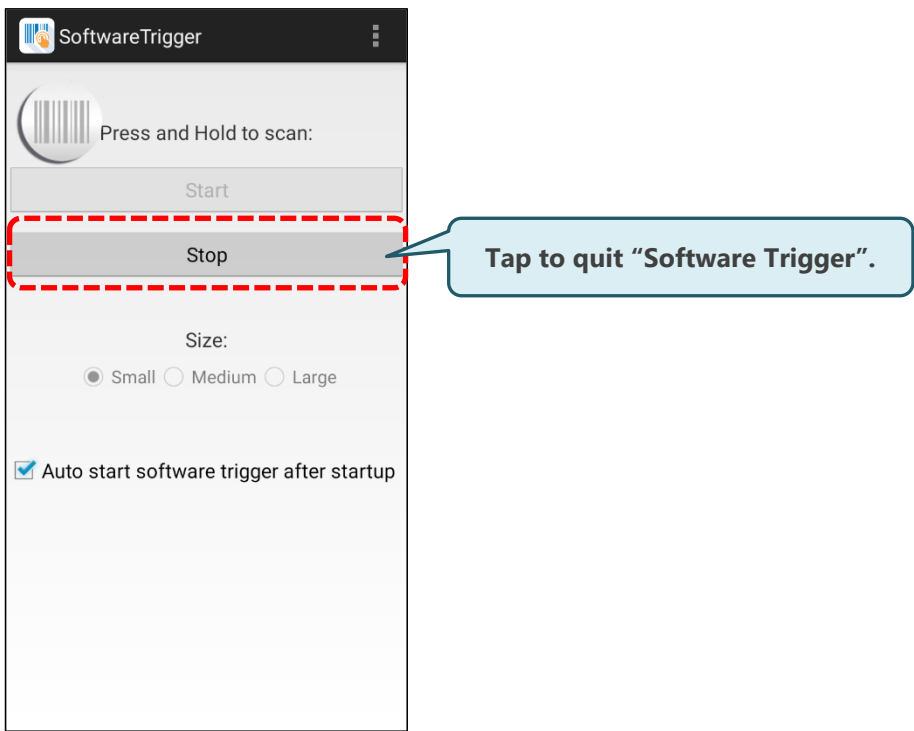 SoftwareTrigger
Press and Hold to scan:
Start
Stop
Tap to quit “Software Trigger”.
Size:
Small Medium Large
Auto start software trigger after startup